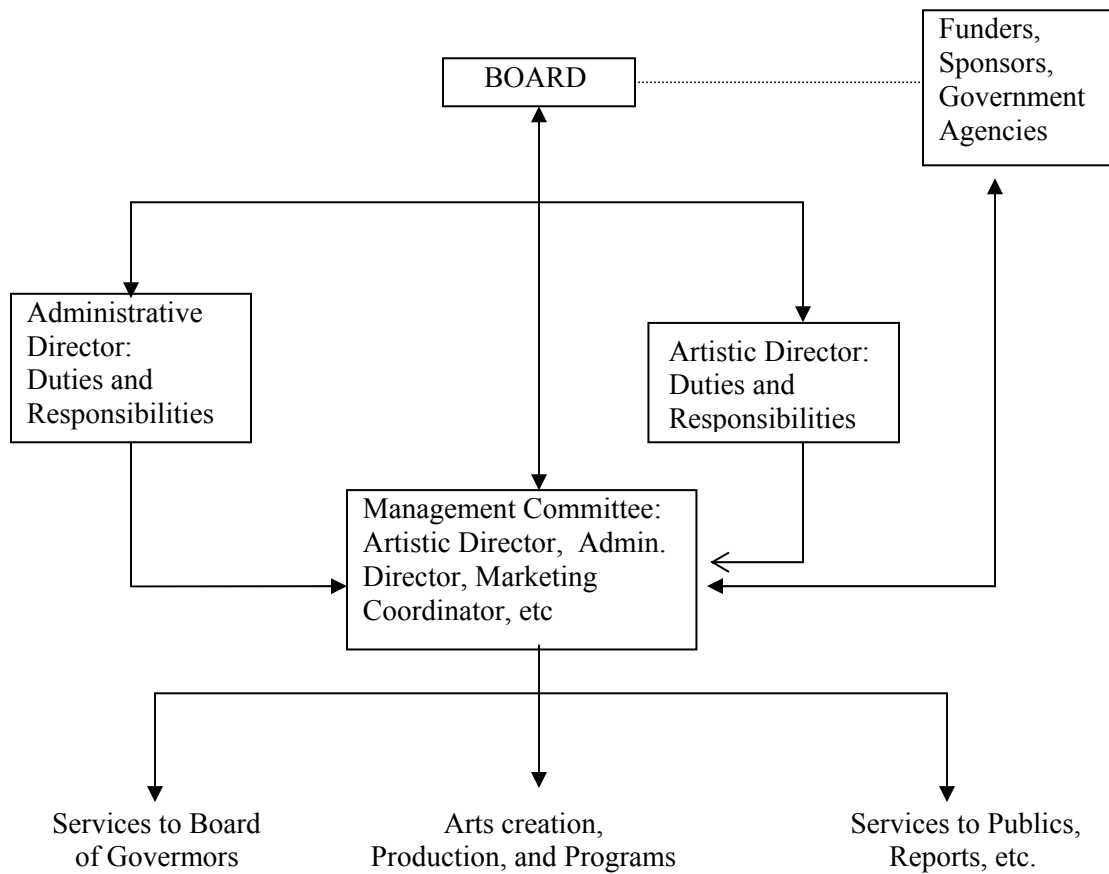 BOARD
Funders,
Sponsors,
Government
Agencies
Administrative
Director:
Duties and
Responsibilities
Artistic Director:
Duties and
Responsibilities
Management Committee:
Artistic Director, Admin.
Director, Marketing
Coordinator, etc
Services to Board
of Govermors
Arts creation,
Production, and Programs
Services to Publics,
Reports, etc.